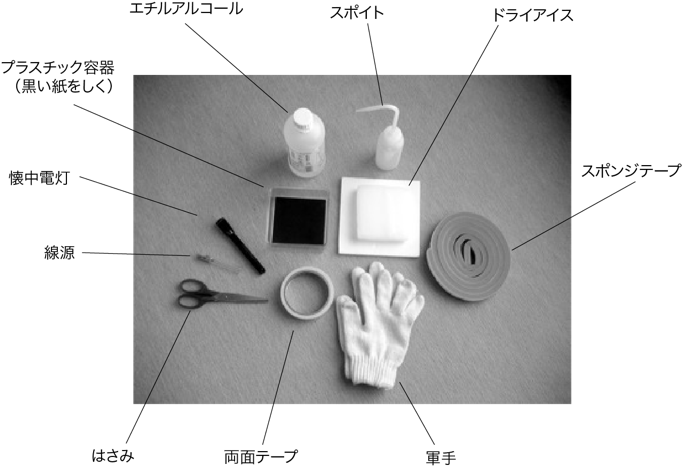 エチルアルコール
スポイト
ドライアイス
プラスチック容器
（黒い紙をしく）
スポンジテープ
懐中電灯
線源
はさみ
両面テープ
軍手